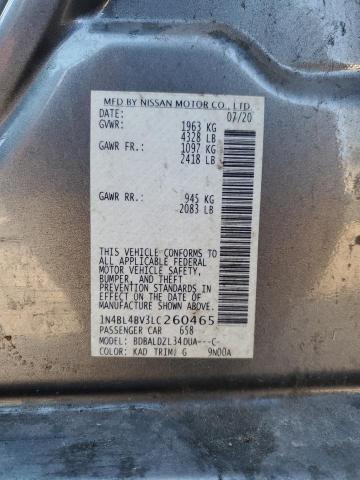 MFD BY NISSAN MOTOR CO., LTD
DATE: 07/20
GVWR: 1963 KG
4328 LB
GAWR FR.: 1097 KG
2418 LB
GAWR RR.: 945 KG
2083 LB
THIS VEHICLE CONFORMS TO
ALL APPLICABLE FEDERAL
MOTOR VEHICLE SAFETY,
BUMPER, AND THEFT
PREVENTION STANDARDS IN
EFFECT ON THE DATE OF
MANUFACTURE SHOWN ABOVE.
1N4BL4BV3LC260465
PASSENGER CAR 658
MODEL: BDBALDZL34DUA---C-
COLOR: KAD TRIM: G 9N00A